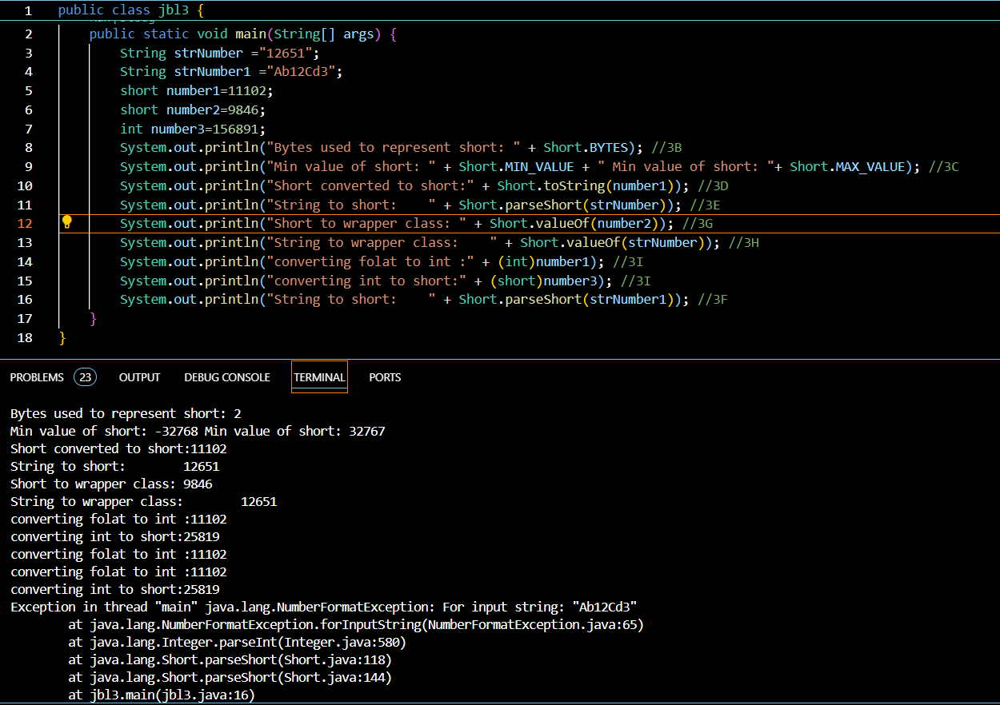 1 public class jbl3 {
2 public static void main(String[] args) {
3 String strNumber ="12651";
4 String strNumber1 ="Ab12Cd3";
5 short number1=11102;
6 short number2=9846;
7 int number3=156891;
8 System.out.println("Bytes used to represent short: " + Short.BYTES); //3B
9 System.out.println("Min value of short: " + Short.MIN_VALUE + " Min value of short: "+ Short.MAX_VALUE); //3C
10 System.out.println("Short converted to short:" + Short.toString(number1)); //3D
11 System.out.println("String to short:    " + Short.parseShort(strNumber)); //3E
12 System.out.println("Short to wrapper class: " + Short.valueOf(number2)); //3G
13 System.out.println("String to wrapper class:    " + Short.valueOf(strNumber)); //3H
14 System.out.println("converting folat to int :" + (int)number1); //3I
15 System.out.println("converting int to short:" + (short)number3); //3I
16 System.out.println("String to short:    " + Short.parseShort(strNumber1)); //3F
17 }
18 }
PROBLEMS 23 OUTPUT DEBUG CONSOLE TERMINAL PORTS
Bytes used to represent short: 2
Min value of short: -32768 Min value of short: 32767
Short converted to short:11102
String to short:        12651
Short to wrapper class: 9846
String to wrapper class:        12651
converting folat to int :11102
converting int to short:25819
converting folat to int :11102
converting folat to int :11102
converting int to short:25819
Exception in thread "main" java.lang.NumberFormatException: For input string: "Ab12Cd3"
at java.lang.NumberFormatException.forInputString(NumberFormatException.java:65)
at java.lang.Integer.parseInt(Integer.java:580)
at java.lang.Short.parseShort(Short.java:118)
at java.lang.Short.parseShort(Short.java:144)
at jbl3.main(jbl3.java:16)